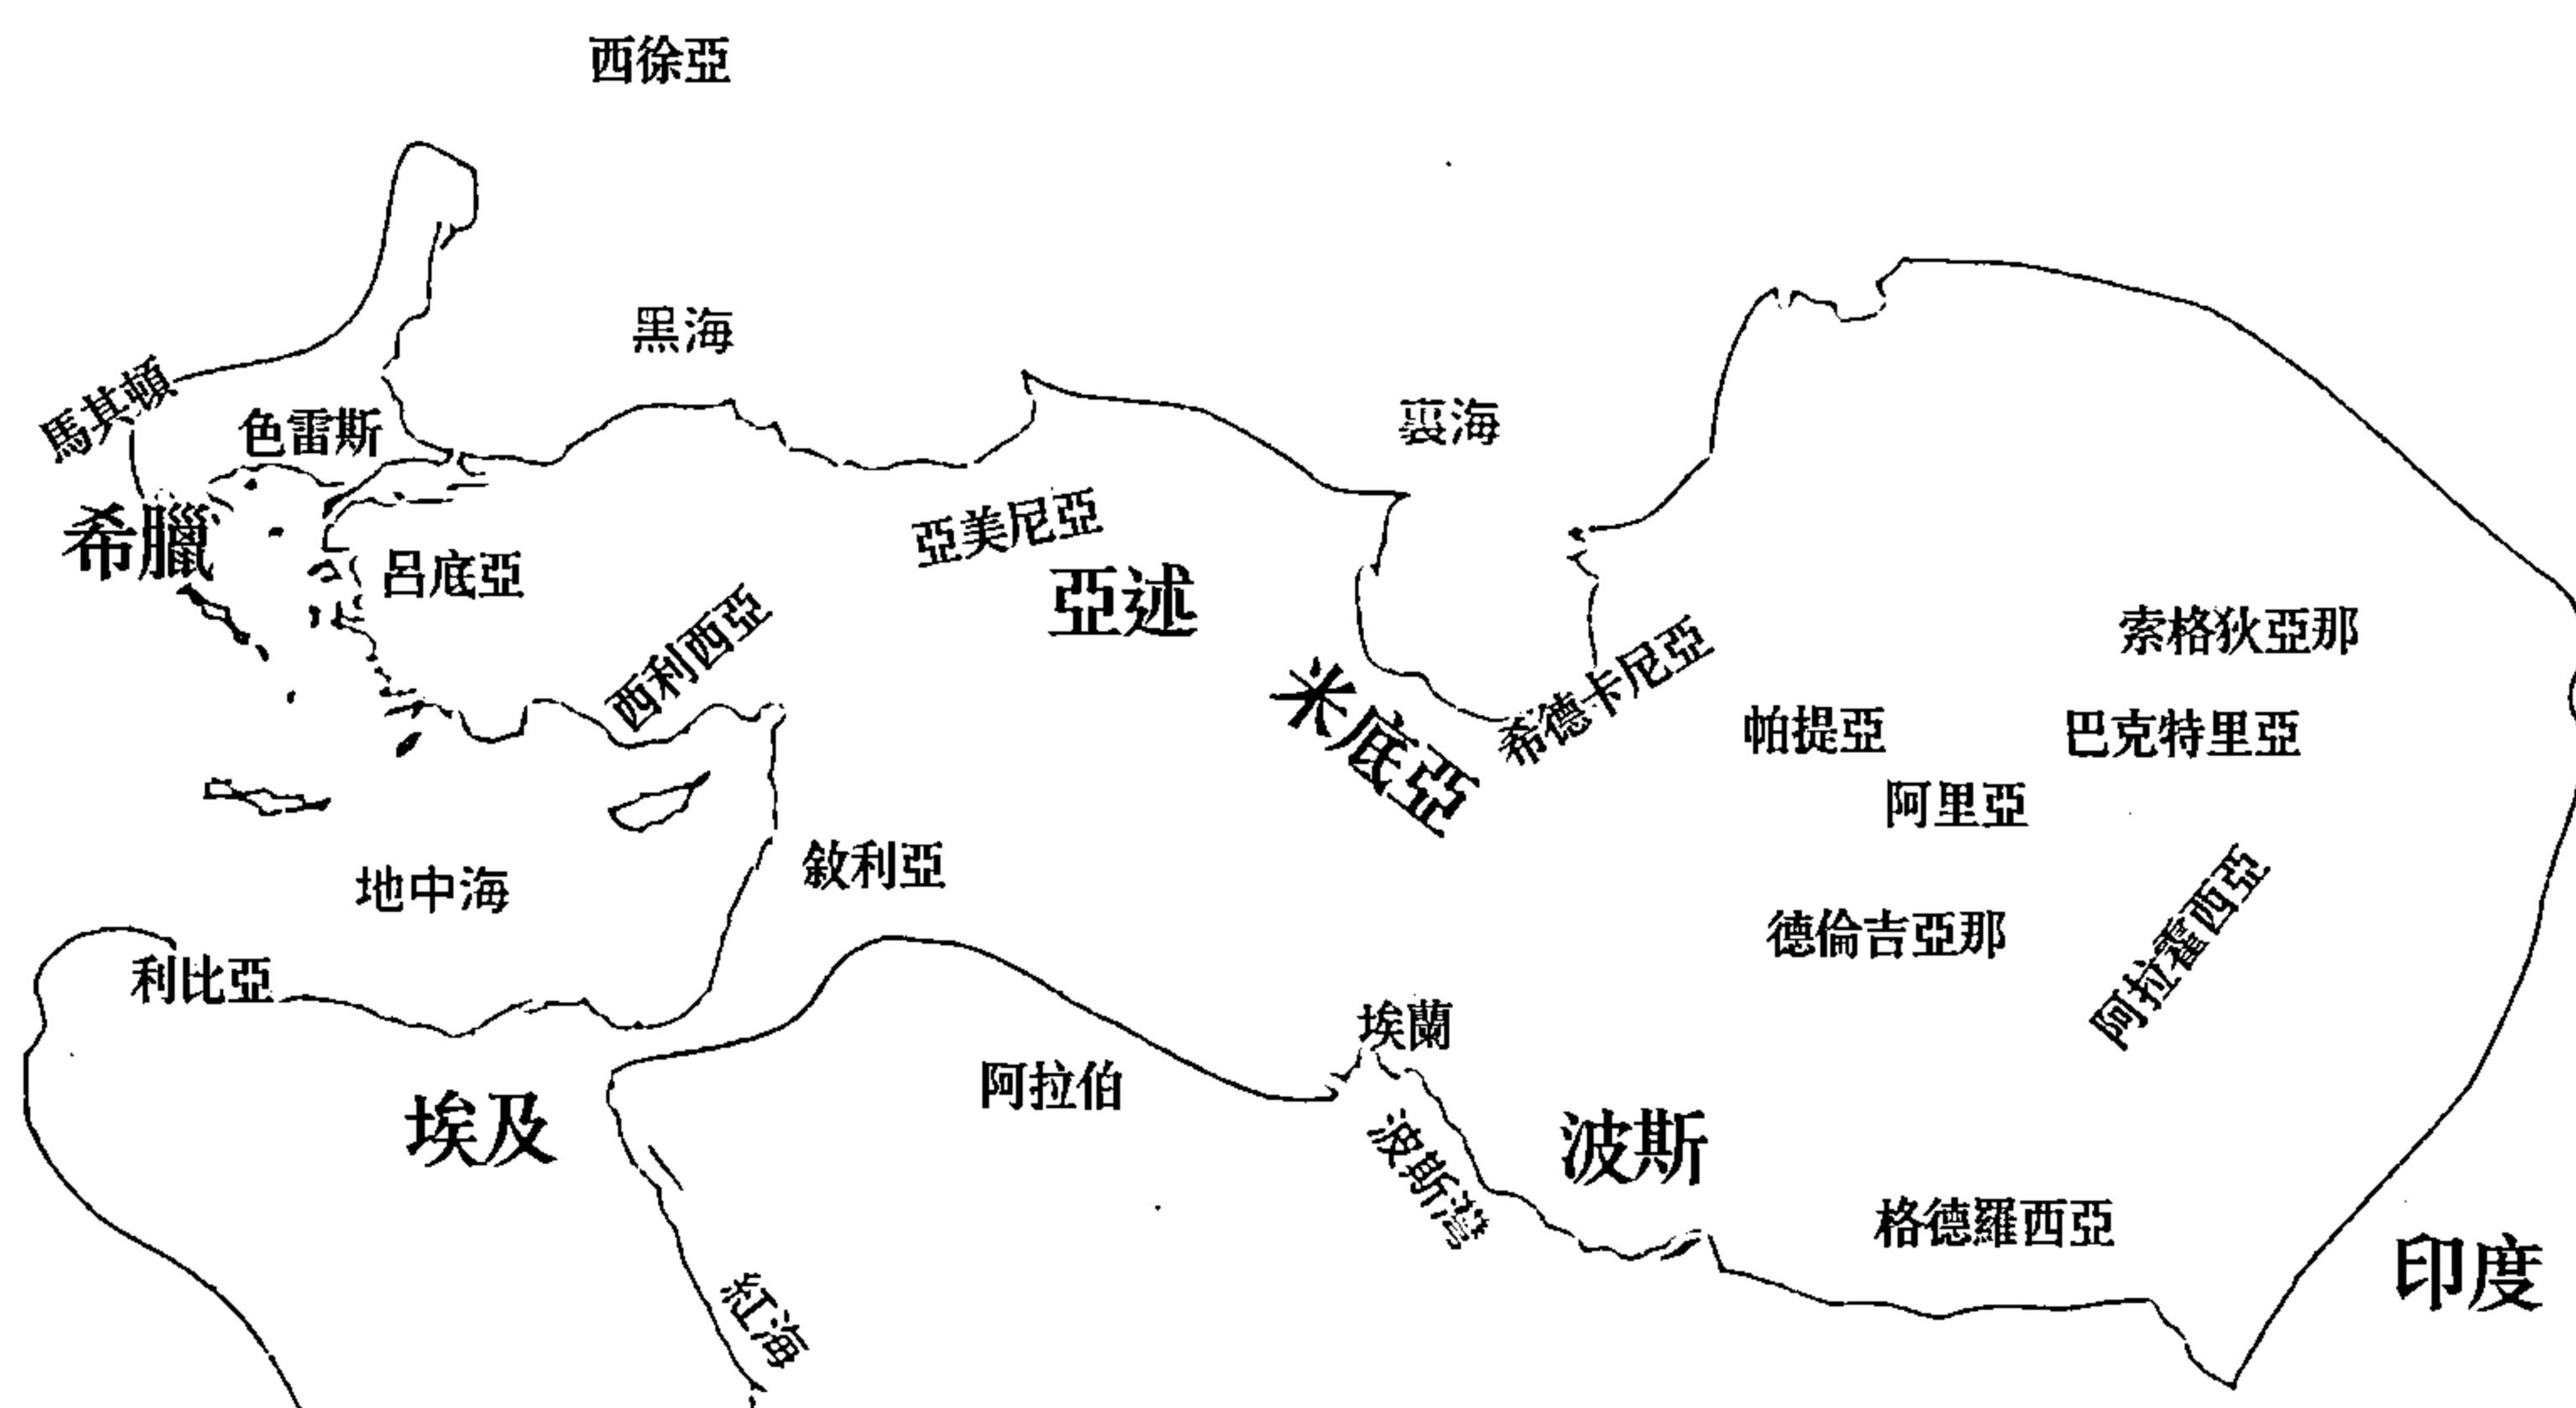 西徐亞
黑海
馬其頓
色雷斯
裏海
希臘
亞美尼亞
呂底亞
亞述
西利西亞
索格狄亞那
米底亞
希德卡尼亞
帕提亞
巴克特里亞
阿里亞
敘利亞
地中海
德倫吉亞那
阿拉霍西亞
利比亞
埃蘭
阿拉伯
埃及
波斯灣
波斯
格德羅西亞
印度
紅海